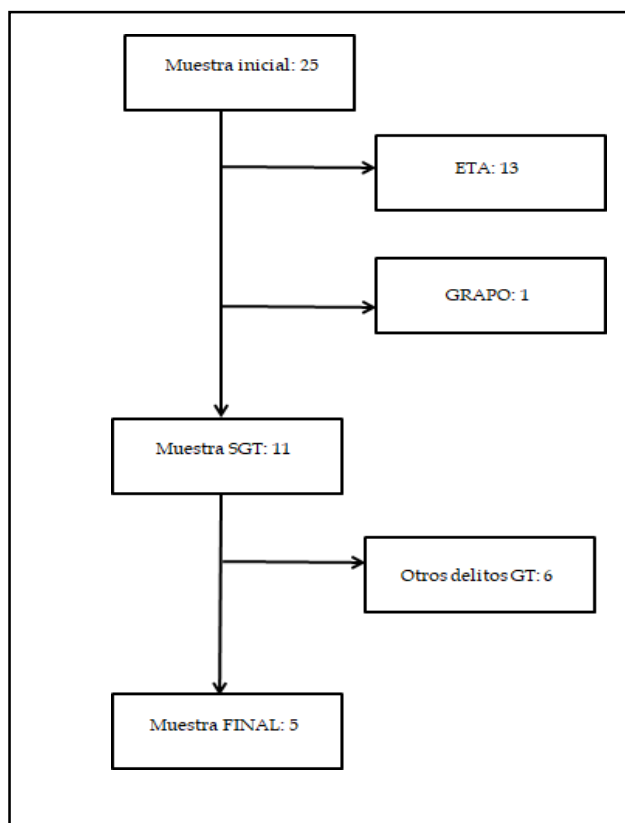 Muestra inicial: 25
ETA: 13
GRAPO: 1
Muestra SGT: 11
Otros delitos GT: 6
Muestra FINAL: 5